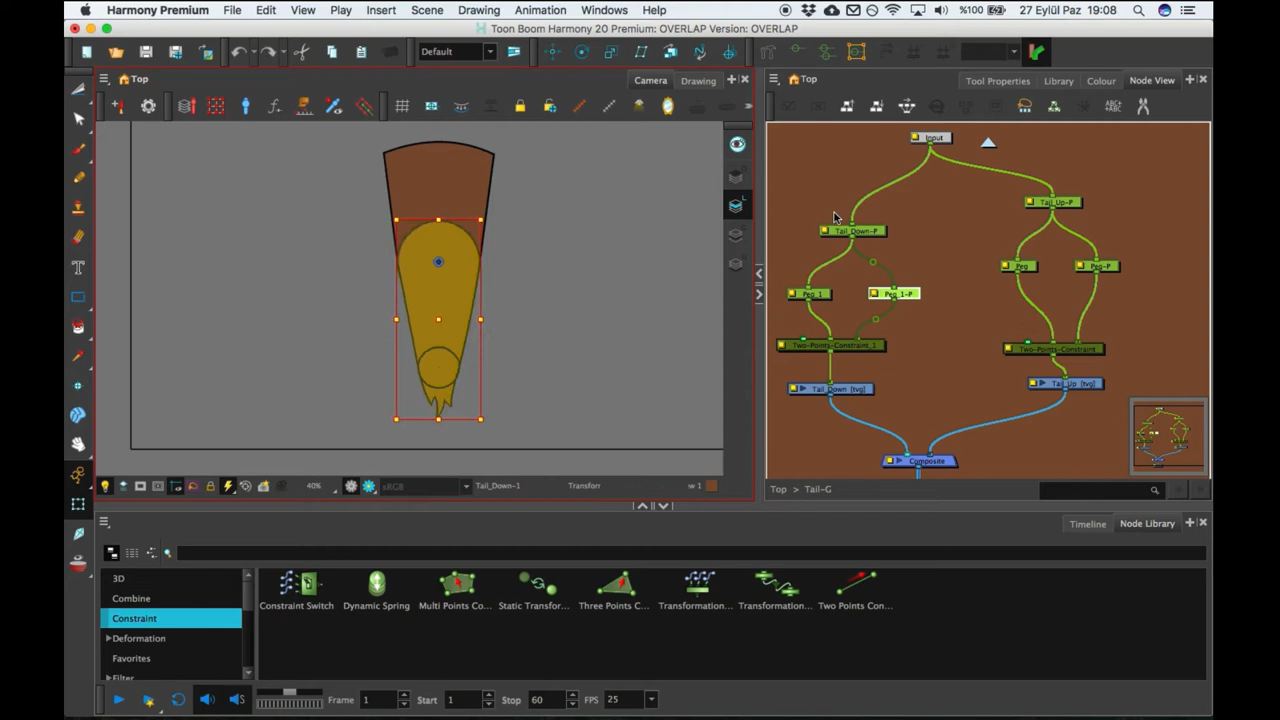 Harmony Premium File Edit View Play Insert Scene Drawing Animation Windows Help %100 27 Eylül Paz 19:08
Toon Boom Harmony 20 Premium: OVERLAP Version: OVERLAP
Default
Top Camera Drawing
Top Tool Properties Library Colour Node View
Input
Tail_Up-P
Tail_Down-P
Peg Peg-P
Peg_1 Peg_1-P
Two-Points-Constraint_1 Two-Points-Constraint
Tail_Down [tvg] Tail_Up [tvg]
Composite
40% sRGB Tail_Down-1 Transforr w 1
Top > Tail-G
Timeline Node Library
3D
Combine
Constraint
Deformation
Favorites
Filter
Constraint Switch Dynamic Spring Multi Points Co... Static Transfor... Three Points C... Transformation... Transformation... Two Points Con...
Frame 1 Start 1 Stop 60 FPS 25